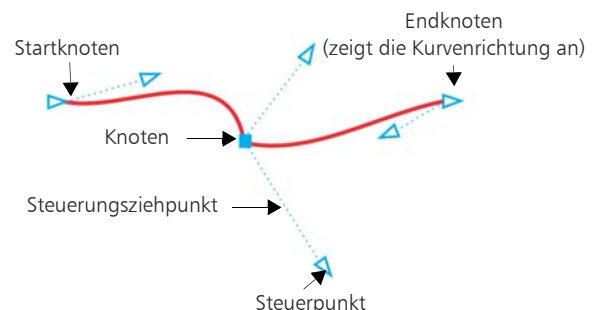 Endknoten
Startknoten
(zeigt die Kurvenrichtung an)
Knoten
Steuerungsziehpunkt
Steuerpunkt